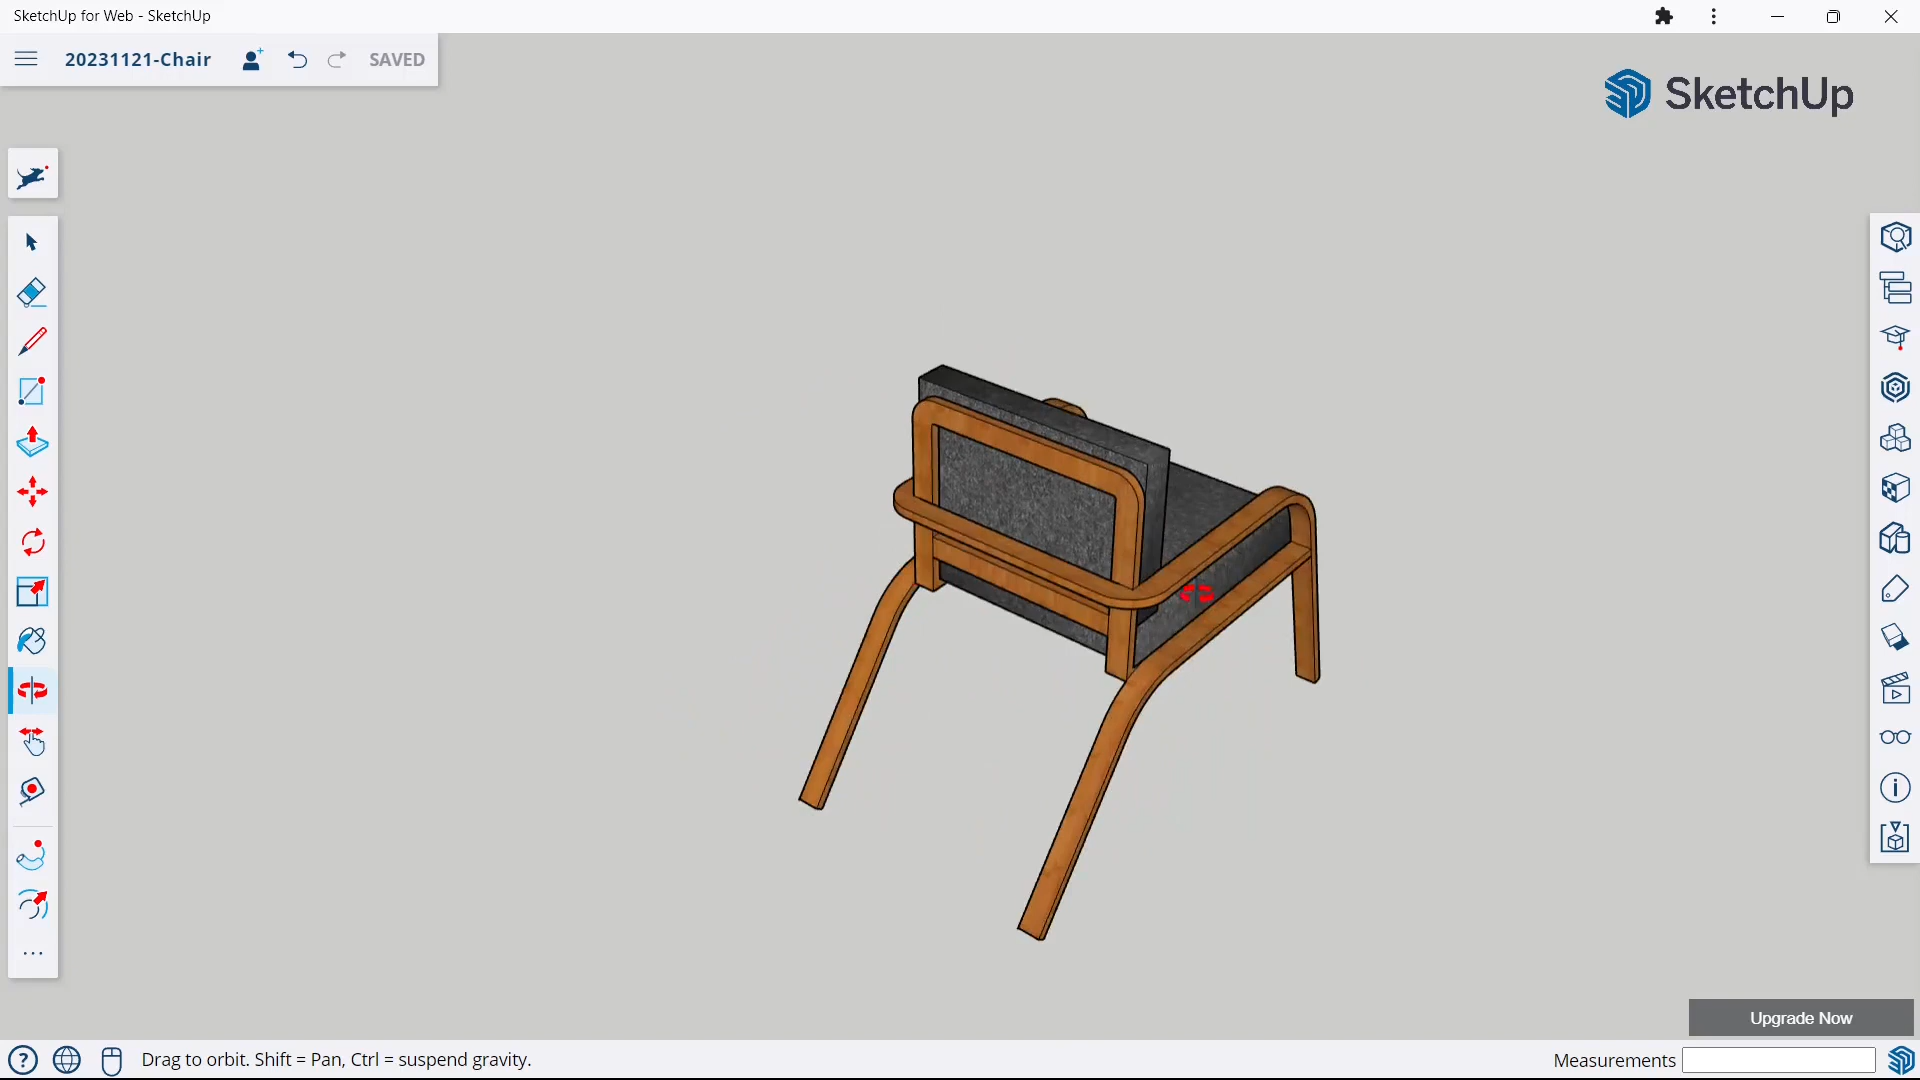 SketchUp for Web - SketchUp
20231121-Chair
SAVED
SketchUp
Upgrade Now
Drag to orbit. Shift = Pan, Ctrl = suspend gravity.
Measurements